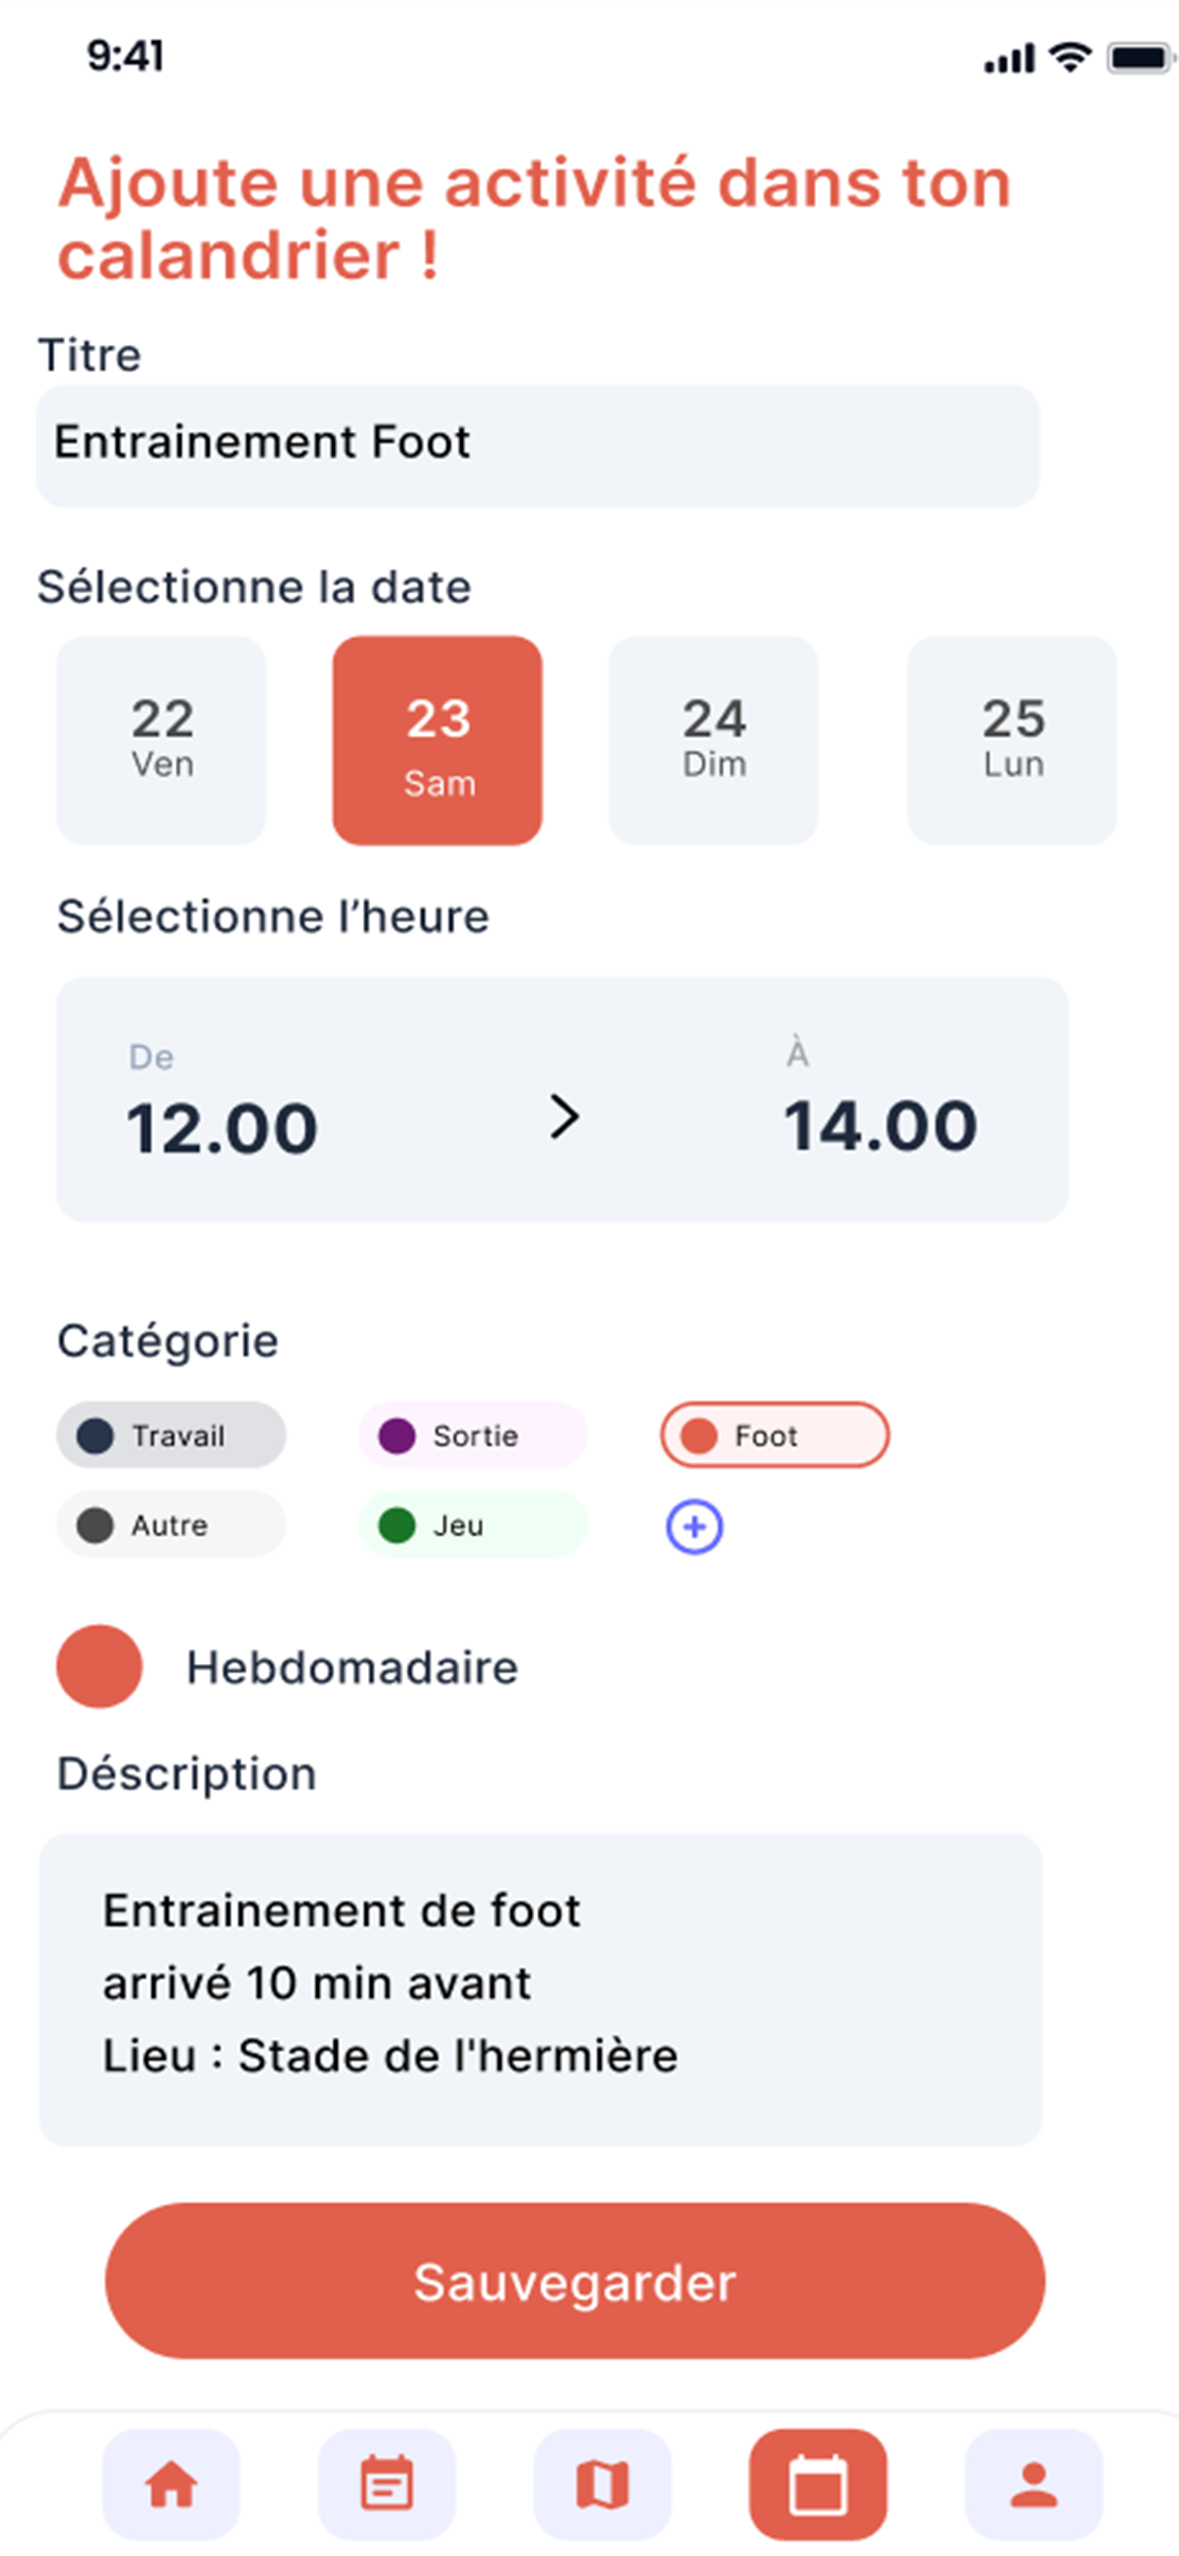 9:41
Ajoute une activité dans ton
calandrier !
Titre
Entrainement Foot
Sélectionne la date
22 23 24 25
Ven Sam Dim Lun
Sélectionne l’heure
De À
12.00 > 14.00
Catégorie
Travail Sortie Foot
Autre Jeu
Hebdomadaire
Déscription
Entrainement de foot
arrivé 10 min avant
Lieu : Stade de l'hermière
Sauvegarder